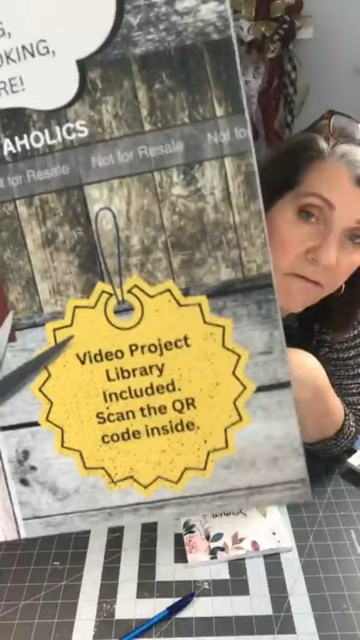 OKING,
RE!
AHOLICS
t for Resale Not for Resale Not fo
Video Project
Library
Included.
Scan the QR
code inside.